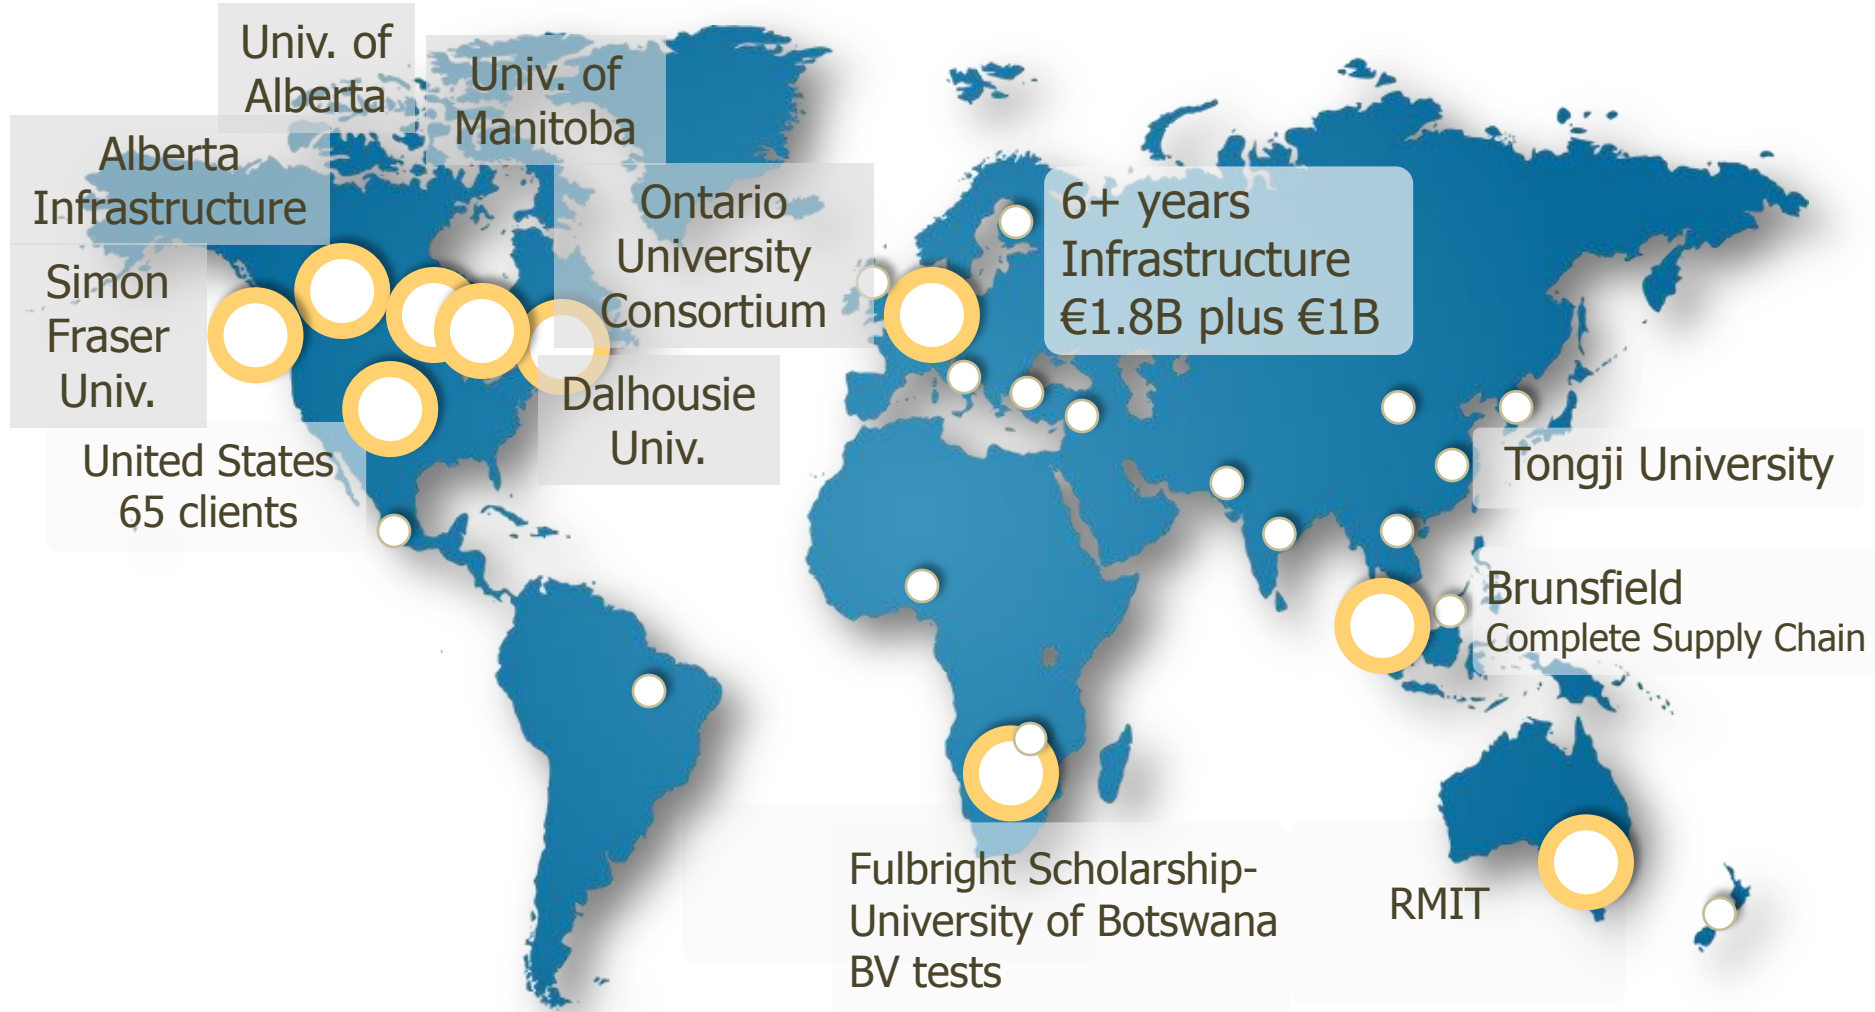 Univ. of
Alberta
Univ. of
Manitoba
Alberta
Infrastructure
Ontario
University
Consortium
6+ years
Infrastructure
€1.8B plus €1B
Simon
Fraser
Univ.
Dalhousie
Univ.
United States
65 clients
Tongji University
Brunsfield
Complete Supply Chain
Fulbright Scholarship-
University of Botswana
BV tests
RMIT